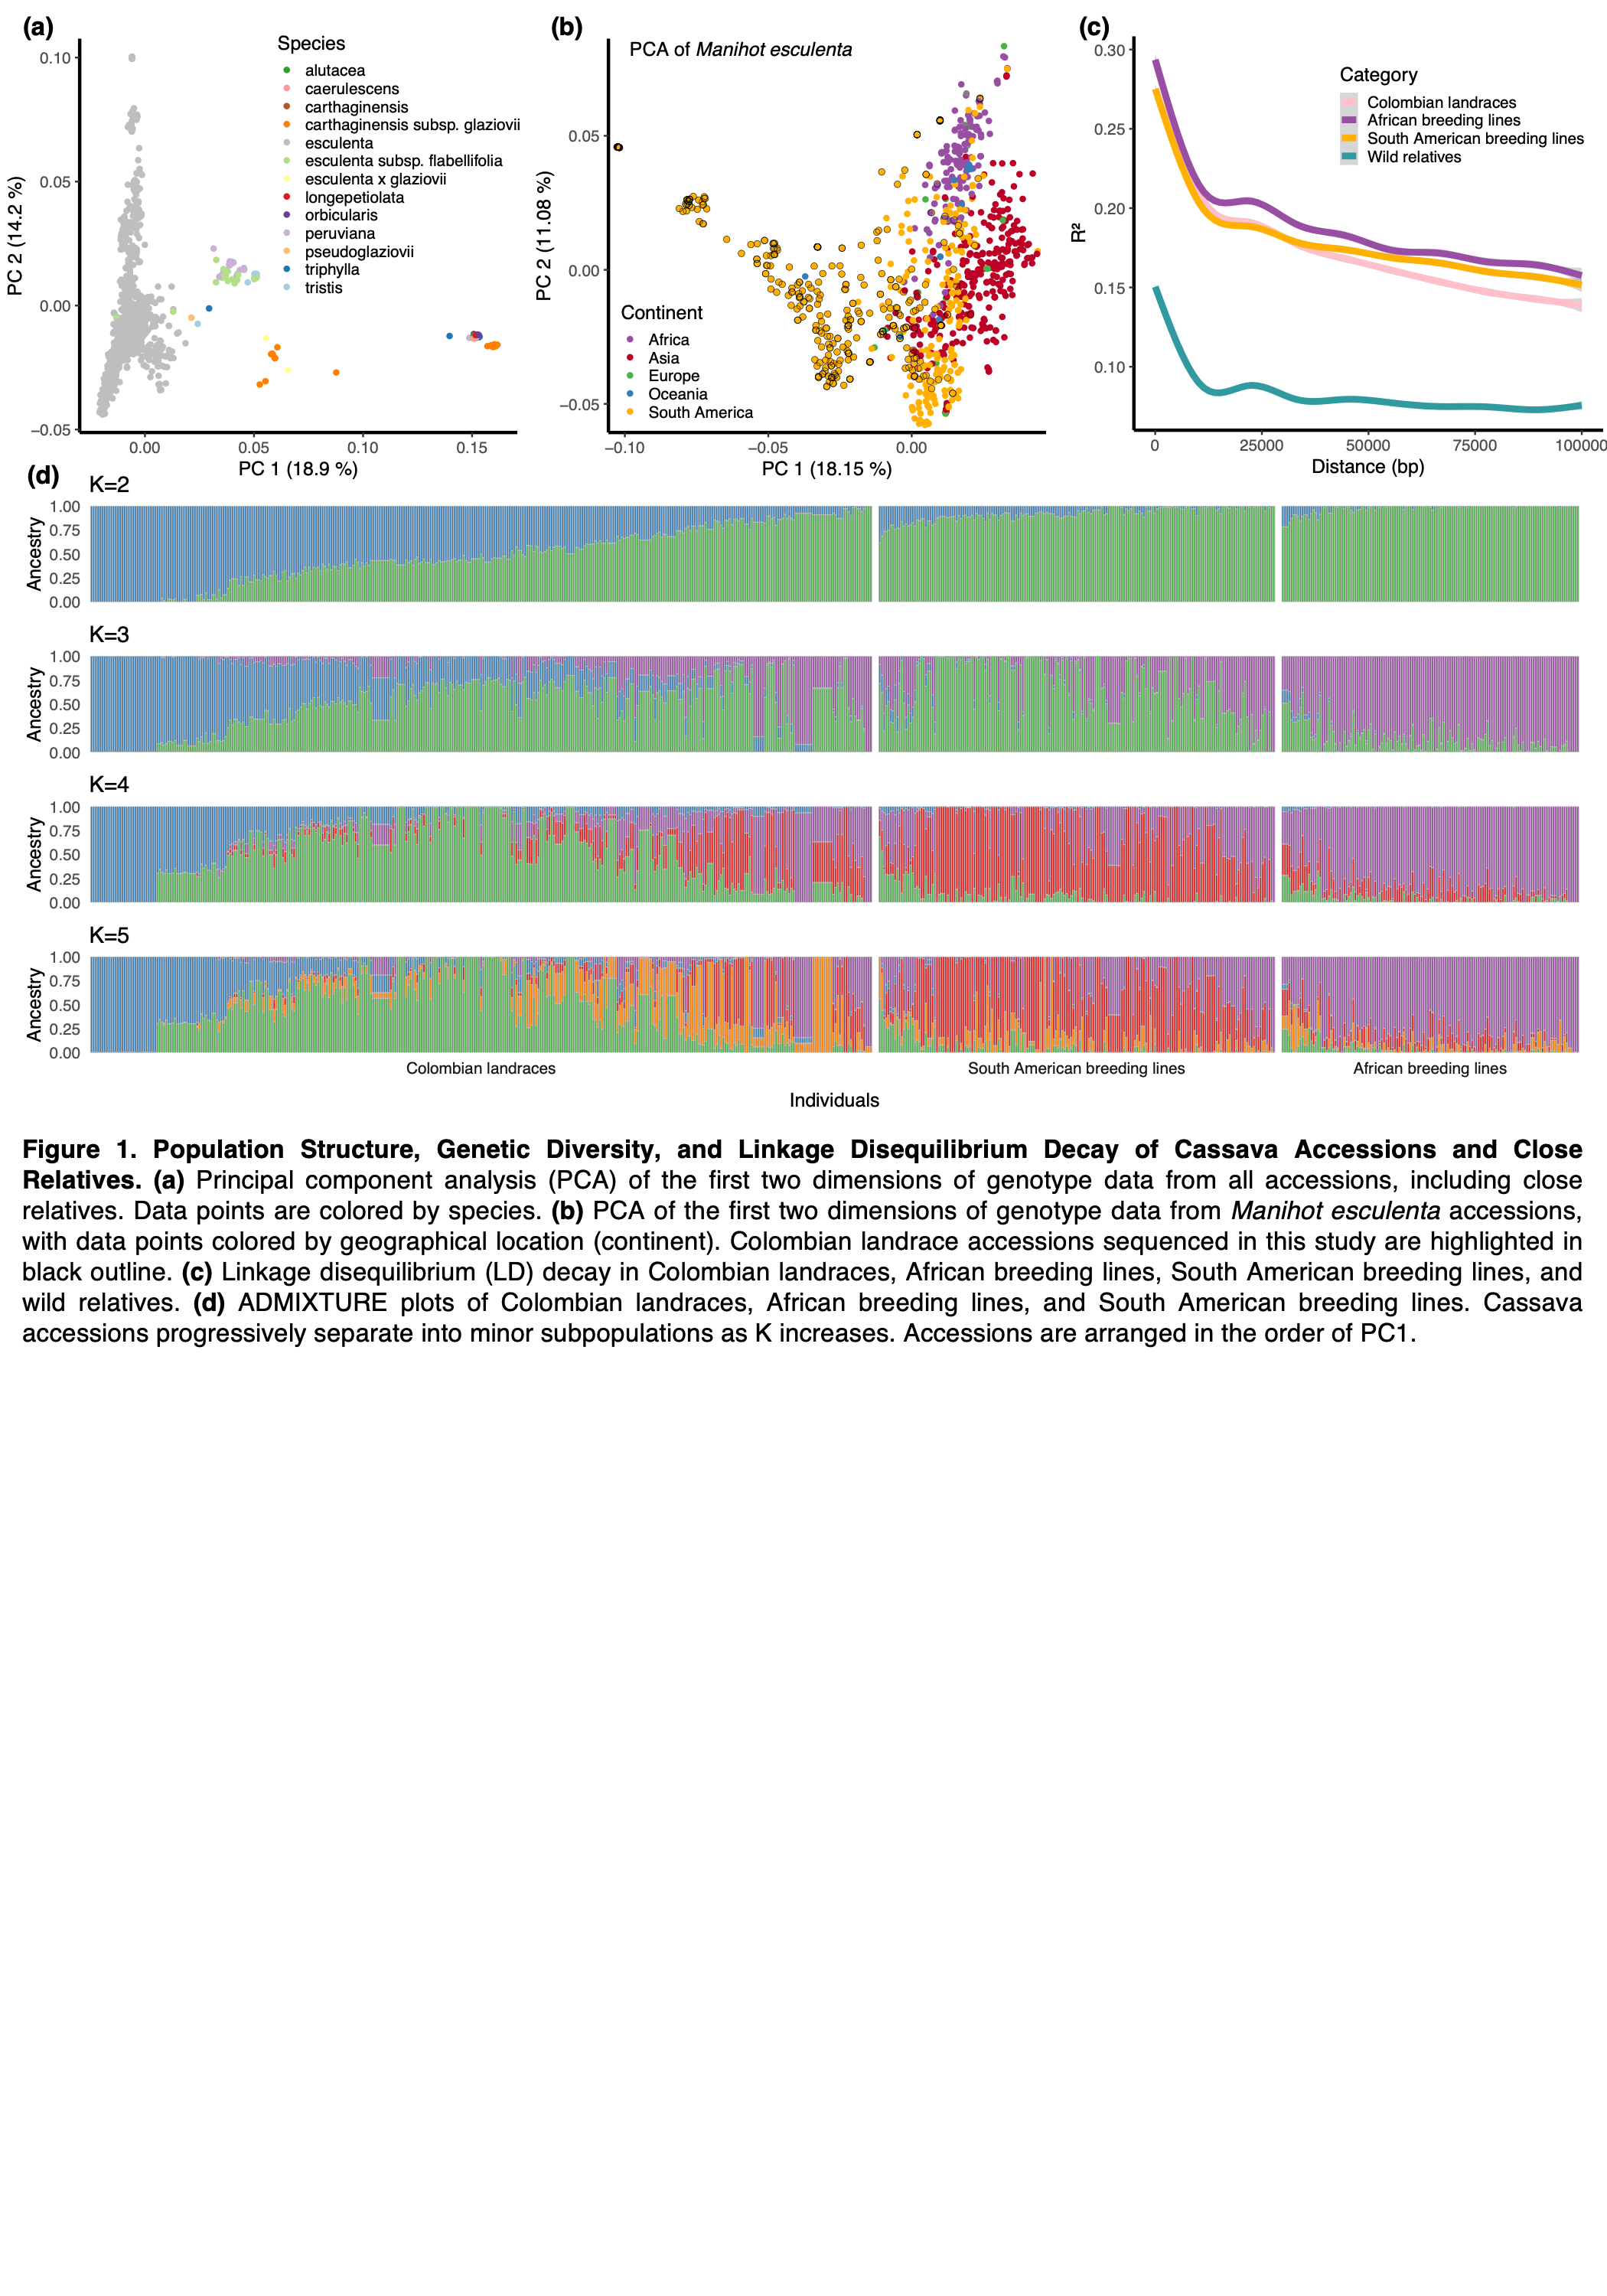 (a)
Species
alutacea
caerulescens
carthaginensis
carthaginensis subsp. glaziovii
esculenta
esculenta subsp. flabellifolia
esculenta x glaziovii
longepetiolata
orbicularis
peruviana
pseudoglaziovii
triphylla
tristis
0.10
0.05
0.00
−0.05
PC 2 (14.2 %)
0.00 0.05 0.10 0.15
PC 1 (18.9 %)
(b)
PCA of Manihot esculenta
0.05
0.00
−0.05
PC 2 (11.08 %)
Continent
Africa
Asia
Europe
Oceania
South America
−0.10 −0.05 0.00
PC 1 (18.15 %)
(c)
0.30
0.25
0.20
0.15
0.10
R²
Category
Colombian landraces
African breeding lines
South American breeding lines
Wild relatives
0 25000 50000 75000 100000
Distance (bp)
(d)
K=2
1.00
0.75
0.50
0.25
0.00
Ancestry
K=3
1.00
0.75
0.50
0.25
0.00
Ancestry
K=4
1.00
0.75
0.50
0.25
0.00
Ancestry
K=5
1.00
0.75
0.50
0.25
0.00
Ancestry
Colombian landraces South American breeding lines African breeding lines
Individuals
Figure 1. Population Structure, Genetic Diversity, and Linkage Disequilibrium Decay of Cassava Accessions and Close
Relatives. (a) Principal component analysis (PCA) of the first two dimensions of genotype data from all accessions, including close
relatives. Data points are colored by species. (b) PCA of the first two dimensions of genotype data from Manihot esculenta accessions,
with data points colored by geographical location (continent). Colombian landrace accessions sequenced in this study are highlighted in
black outline. (c) Linkage disequilibrium (LD) decay in Colombian landraces, African breeding lines, South American breeding lines, and
wild relatives. (d) ADMIXTURE plots of Colombian landraces, African breeding lines, and South American breeding lines. Cassava
accessions progressively separate into minor subpopulations as K increases. Accessions are arranged in the order of PC1.